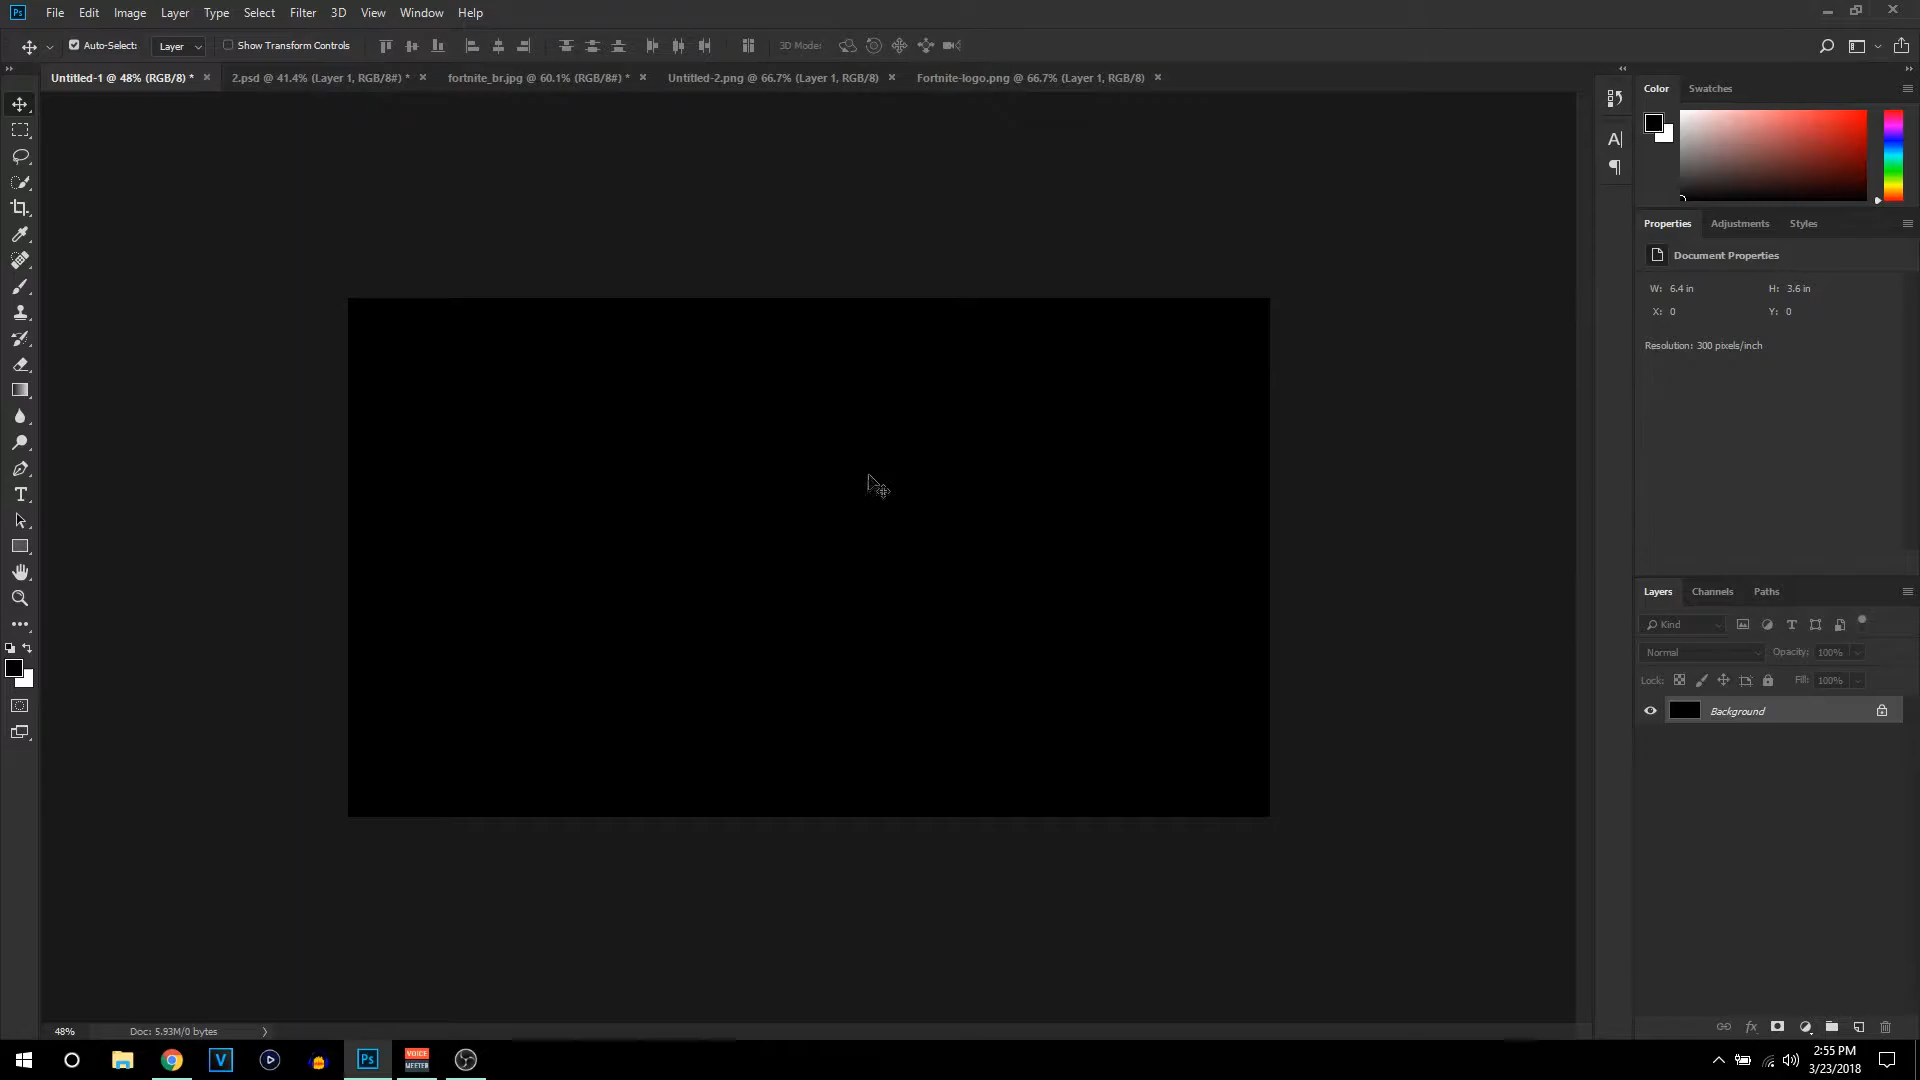 Ps File Edit Image Layer Type Select Filter 3D View Window Help
Auto-Select: Layer Show Transform Controls 3D Mode:
Untitled-1 @ 48% (RGB/8) * × 2.psd @ 41.4% (Layer 1, RGB/8#) * × fortnite_br.jpg @ 60.1% (RGB/8#) * × Untitled-2.png @ 66.7% (Layer 1, RGB/8) × Fortnite-logo.png @ 66.7% (Layer 1, RGB/8) ×
Color Swatches
Properties Adjustments Styles
Document Properties
W: 6.4 in H: 3.6 in
X: 0 Y: 0
Resolution: 300 pixels/inch
Layers Channels Paths
Kind
Normal Opacity: 100%
Lock: Fill: 100%
Background
fx
48% Doc: 5.93M/0 bytes
V Ps VOICE MEETER
2:55 PM
3/23/2018